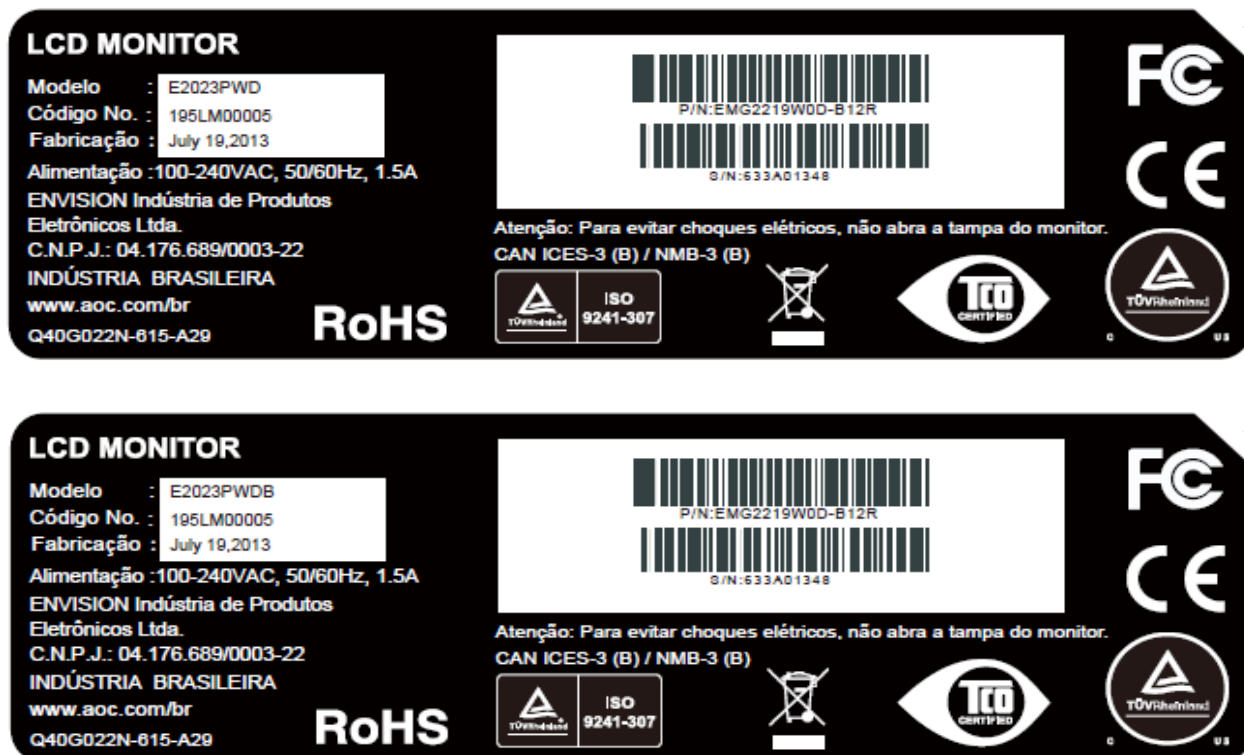 LCD MONITOR
Modelo : E2023PWD
Código No. : 195LM00005
Fabricação : July 19,2013
Alimentação :100-240VAC, 50/60Hz, 1.5A
ENVISION Indústria de Produtos
Eletrônicos Ltda.
C.N.P.J.: 04.176.689/0003-22
INDÚSTRIA BRASILEIRA
www.aoc.com/br
Q40G022N-615-A29
RoHS
P/N:EMG2219W0D-B12R
S/N:633A01348
Atenção: Para evitar choques elétricos, não abra a tampa do monitor.
CAN ICES-3 (B) / NMB-3 (B)
TÜVRheinland
ISO
9241-307
TCO
CERTIFIED
FC
CE
TÜVRheinland
C US
LCD MONITOR
Modelo : E2023PWDB
Código No. : 195LM00005
Fabricação : July 19,2013
Alimentação :100-240VAC, 50/60Hz, 1.5A
ENVISION Indústria de Produtos
Eletrônicos Ltda.
C.N.P.J.: 04.176.689/0003-22
INDÚSTRIA BRASILEIRA
www.aoc.com/br
Q40G022N-615-A29
RoHS
P/N:EMG2219W0D-B12R
S/N:633A01348
Atenção: Para evitar choques elétricos, não abra a tampa do monitor.
CAN ICES-3 (B) / NMB-3 (B)
TÜVRheinland
ISO
9241-307
TCO
CERTIFIED
FC
CE
TÜVRheinland
C US